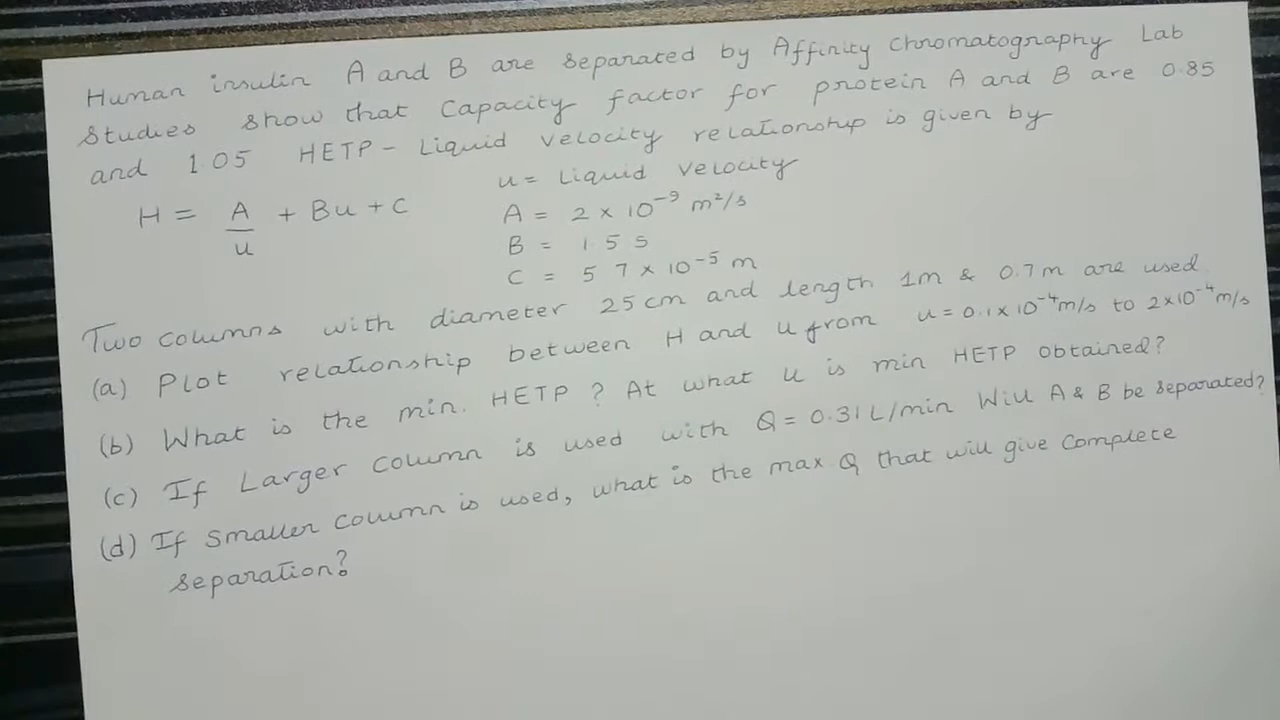 Human insulin A and B are separated by Affinity Chromatography Lab
studies show that capacity factor for protein A and B are 0.85
and 1.05 HETP - Liquid velocity relationship is given by
H = A/u + Bu + C
u = Liquid velocity
A = 2 × 10⁻⁹ m²/s
B = 1.5 s
C = 5.7 × 10⁻⁵ m
Two columns with diameter 25 cm and length 1m & 0.7m are used.
(a) Plot relationship between H and u from u = 0.1×10⁻⁴m/s to 2×10⁻⁴m/s
(b) What is the min. HETP? At what u is min HETP obtained?
(c) If Larger column is used with Q = 0.31 L/min Will A & B be separated?
(d) If smaller column is used, what is the max Q that will give complete
separation?